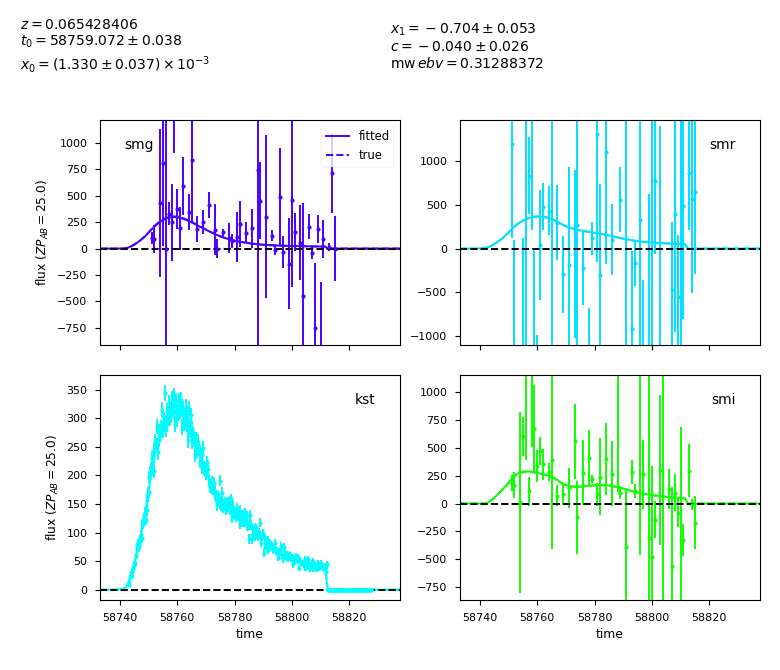 z = 0.065428406
t₀ = 58759.072 ± 0.038
x₀ = (1.330 ± 0.037) × 10⁻³
x₁ = −0.704 ± 0.053
c = −0.040 ± 0.026
mw ebv = 0.31288372
smg
fitted
true
1000
750
500
250
0
−250
−500
−750
flux (ZP_AB = 25.0)
smr
1000
500
0
−500
−1000
kst
350
300
250
200
150
100
50
0
flux (ZP_AB = 25.0)
58740 58760 58780 58800 58820
time
smi
1000
750
500
250
0
−250
−500
−750
58740 58760 58780 58800 58820
time